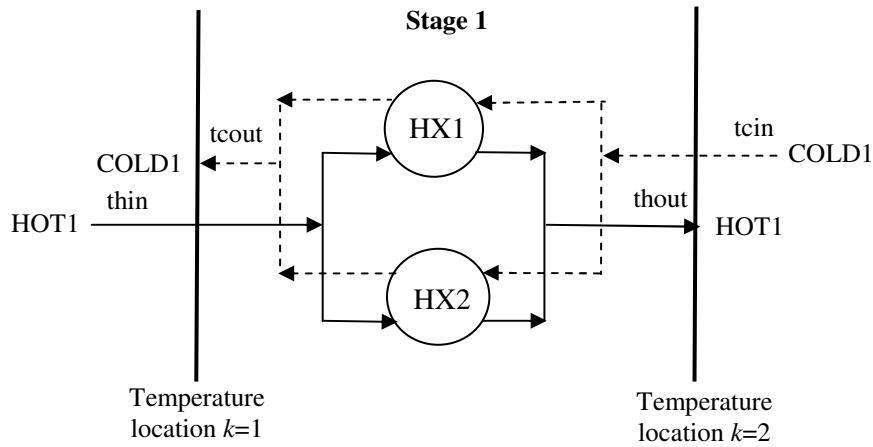 Stage 1
HX1
tcout
tcin
COLD1
COLD1
thin
thout
HOT1
HOT1
HX2
Temperature
location k=1
Temperature
location k=2